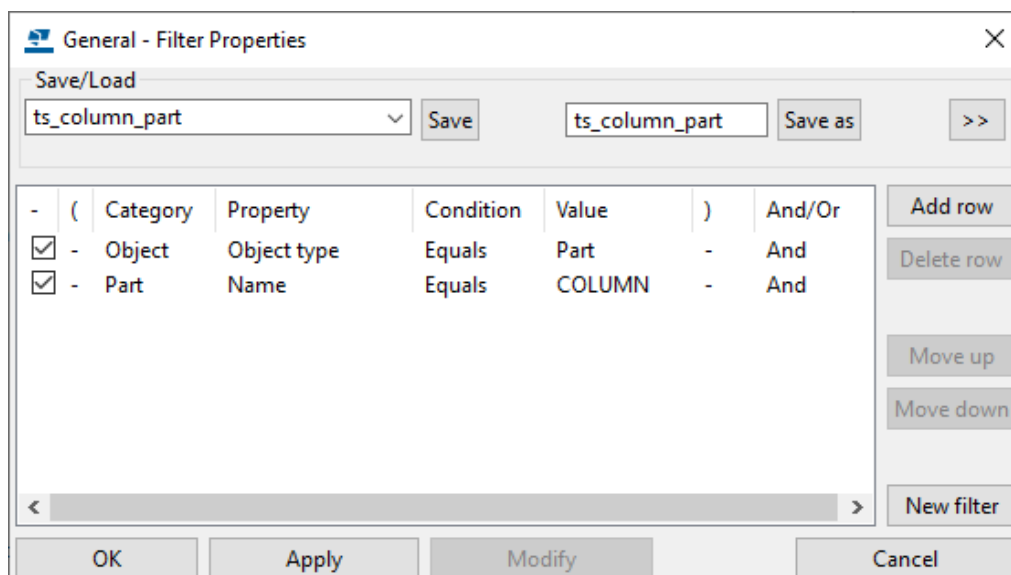 General - Filter Properties
Save/Load
ts_column_part Save ts_column_part Save as >>
- ( Category Property Condition Value ) And/Or Add row
- Object Object type Equals Part - And
Delete row
- Part Name Equals COLUMN - And
Move up
Move down
New filter
OK Apply Modify Cancel